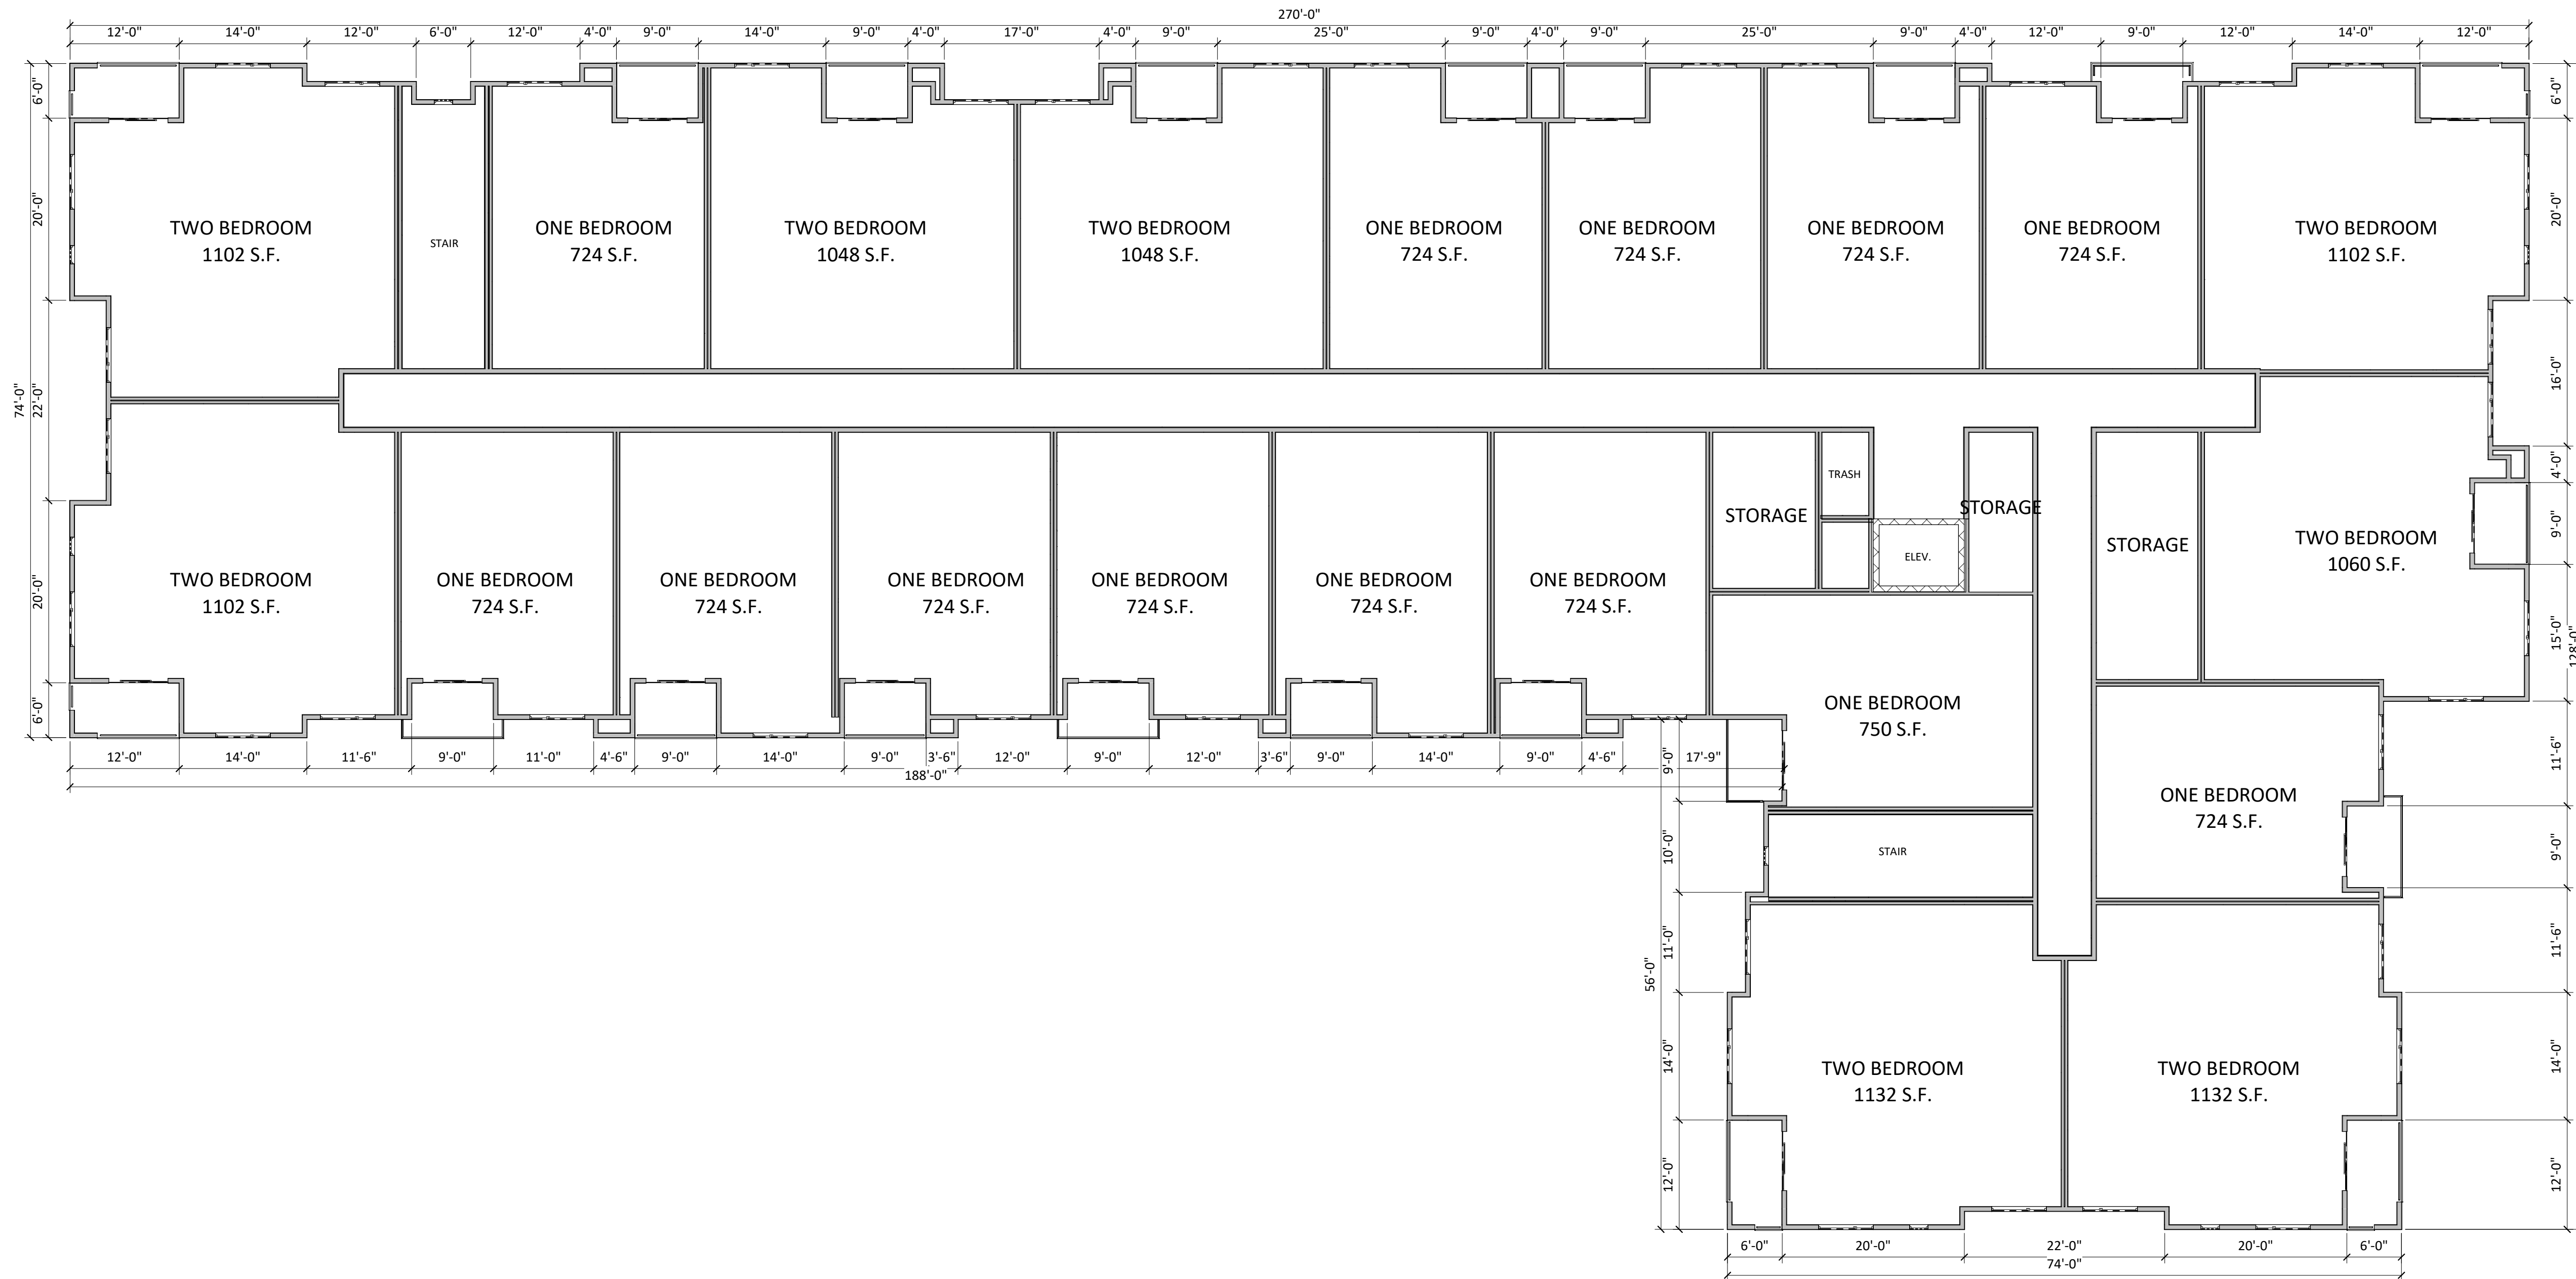 270'-0"
12'-0" 14'-0" 12'-0" 6'-0" 12'-0" 4'-0" 9'-0" 14'-0" 9'-0" 4'-0" 17'-0" 4'-0" 9'-0" 25'-0" 9'-0" 4'-0" 9'-0" 25'-0" 9'-0" 4'-0" 12'-0" 9'-0" 12'-0" 14'-0" 12'-0"
74'-0"
6'-0"
20'-0"
22'-0"
20'-0"
6'-0"
TWO BEDROOM
1102 S.F.
STAIR
ONE BEDROOM
724 S.F.
TWO BEDROOM
1048 S.F.
TWO BEDROOM
1048 S.F.
ONE BEDROOM
724 S.F.
ONE BEDROOM
724 S.F.
ONE BEDROOM
724 S.F.
ONE BEDROOM
724 S.F.
TWO BEDROOM
1102 S.F.
6'-0"
20'-0"
16'-0"
4'-0"
9'-0"
15'-0"
128'-0"
11'-6"
9'-0"
11'-6"
14'-0"
12'-0"
TWO BEDROOM
1102 S.F.
ONE BEDROOM
724 S.F.
ONE BEDROOM
724 S.F.
ONE BEDROOM
724 S.F.
ONE BEDROOM
724 S.F.
ONE BEDROOM
724 S.F.
ONE BEDROOM
724 S.F.
STORAGE
TRASH
ELEV.
STORAGE
STORAGE
TWO BEDROOM
1060 S.F.
ONE BEDROOM
750 S.F.
ONE BEDROOM
724 S.F.
STAIR
12'-0" 14'-0" 11'-6" 9'-0" 11'-0" 4'-6" 9'-0" 14'-0" 9'-0" 3'-6" 12'-0" 9'-0" 12'-0" 3'-6" 9'-0" 14'-0" 9'-0" 4'-6" 17'-9"
188'-0"
56'-0"
9'-0"
10'-0"
11'-0"
14'-0"
12'-0"
TWO BEDROOM
1132 S.F.
TWO BEDROOM
1132 S.F.
6'-0" 20'-0" 22'-0" 20'-0" 6'-0"
74'-0"